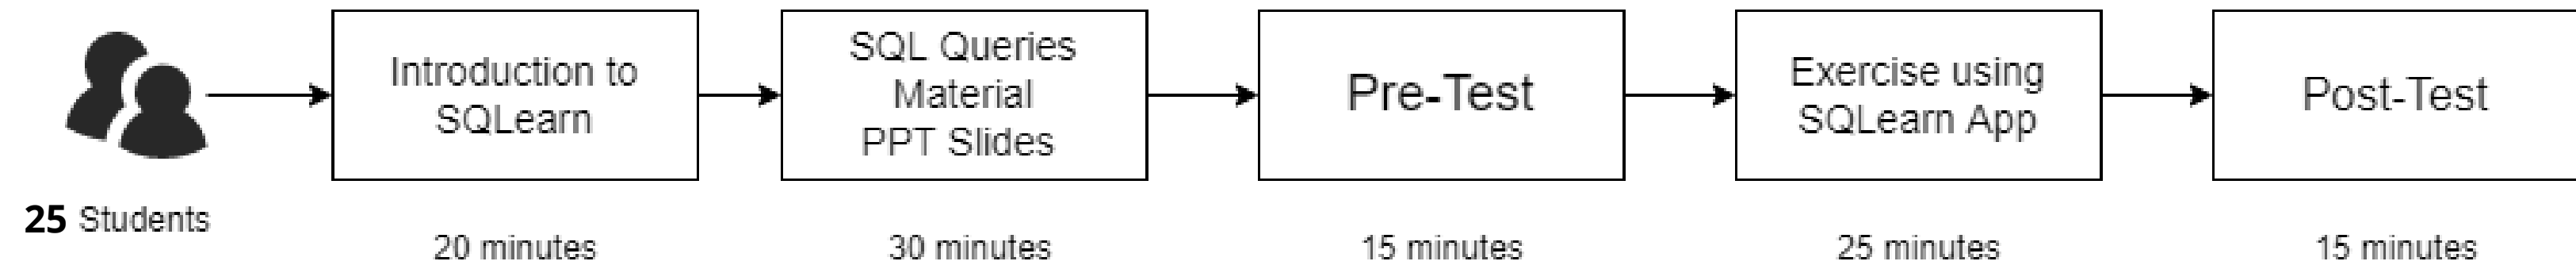 Introduction to
SQLearn
SQL Queries
Material
PPT Slides
Pre-Test
Exercise using
SQLearn App
Post-Test
25 Students
20 minutes
30 minutes
15 minutes
25 minutes
15 minutes